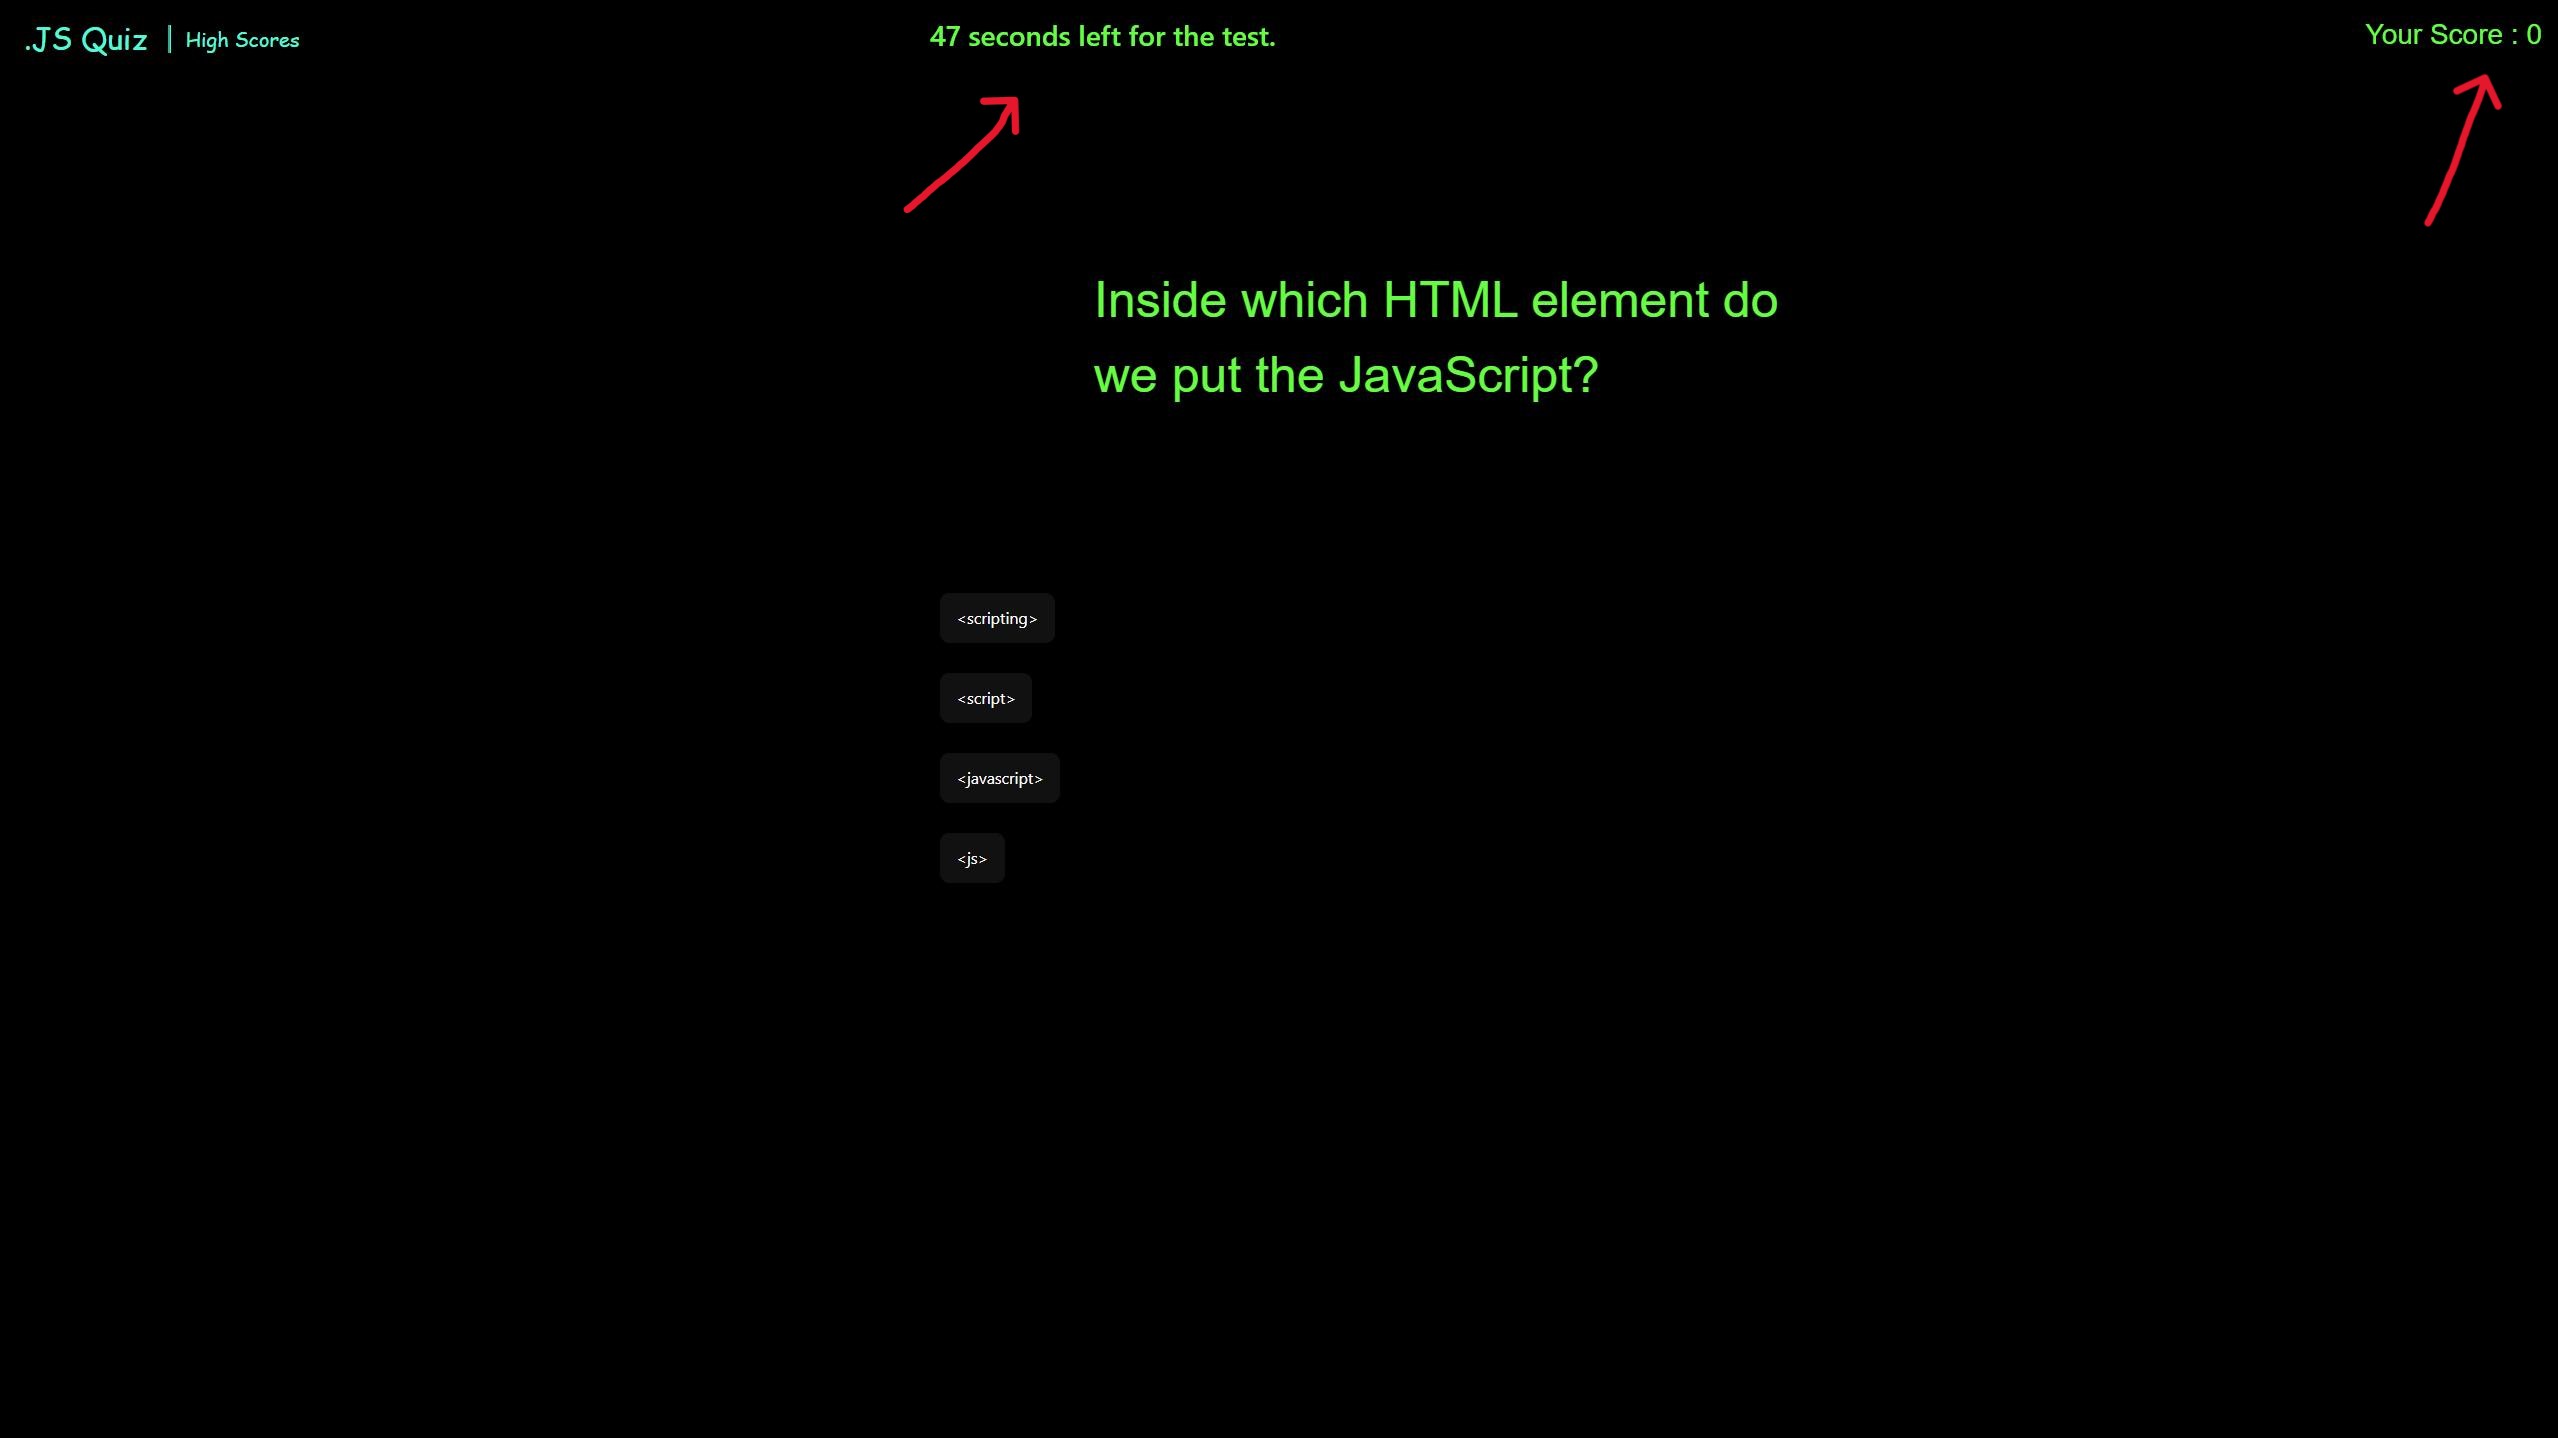 .JS Quiz | High Scores
47 seconds left for the test.
Your Score : 0
Inside which HTML element do
we put the JavaScript?
<scripting>
<script>
<javascript>
<js>